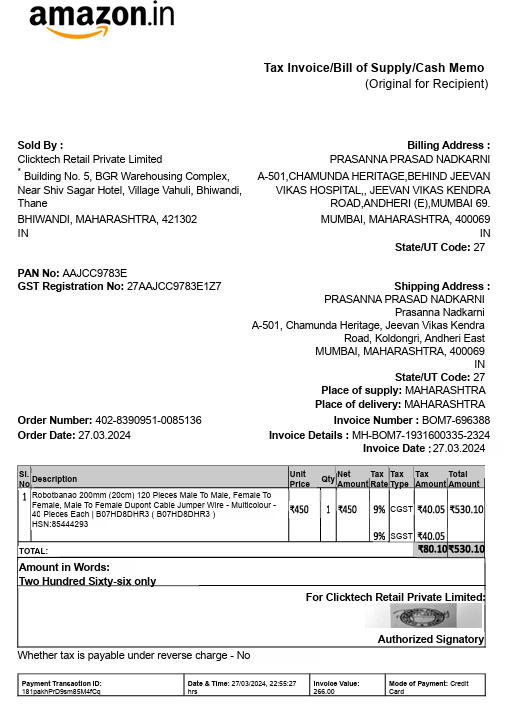 amazon.in
Tax Invoice/Bill of Supply/Cash Memo
(Original for Recipient)
Sold By :
Clicktech Retail Private Limited
* Building No. 5, BGR Warehousing Complex,
Near Shiv Sagar Hotel, Village Vahuli, Bhiwandi,
Thane
BHIWANDI, MAHARASHTRA, 421302
IN
Billing Address :
PRASANNA PRASAD NADKARNI
A-501,CHAMUNDA HERITAGE,BEHIND JEEVAN
VIKAS HOSPITAL,, JEEVAN VIKAS KENDRA
ROAD,ANDHERI (E),MUMBAI 69.
MUMBAI, MAHARASHTRA, 400069
IN
State/UT Code: 27
PAN No: AAJCC9783E
GST Registration No: 27AAJCC9783E1Z7
Shipping Address :
PRASANNA PRASAD NADKARNI
Prasanna Nadkarni
A-501, Chamunda Heritage, Jeevan Vikas Kendra
Road, Koldongri, Andheri East
MUMBAI, MAHARASHTRA, 400069
IN
State/UT Code: 27
Place of supply: MAHARASHTRA
Place of delivery: MAHARASHTRA
Order Number: 402-8390951-0085136
Invoice Number : BOM7-696388
Order Date: 27.03.2024
Invoice Details : MH-BOM7-1931600335-2324
Invoice Date : 27.03.2024
Sl. No Description Unit Price Qty Net Amount Tax Rate Tax Type Tax Amount Total Amount
1 Robotbanao 200mm (20cm) 120 Pieces Male To Male, Female To
Female, Male To Female Dupont Cable Jumper Wire - Multicolour -
40 Pieces Each | B07HD8DHR3 ( B07HD8DHR3 )
HSN:85444293
₹450 1 ₹450 9% CGST ₹40.05 ₹530.10
9% SGST ₹40.05
TOTAL: ₹80.10 ₹530.10
Amount in Words:
Two Hundred Sixty-six only
For Clicktech Retail Private Limited:
Authorized Signatory
Whether tax is payable under reverse charge - No
Payment Transaction ID:
181pakhPrD9sm85M4fCq
Date & Time: 27/03/2024, 22:55:27
hrs
Invoice Value:
266.00
Mode of Payment: Credit
Card